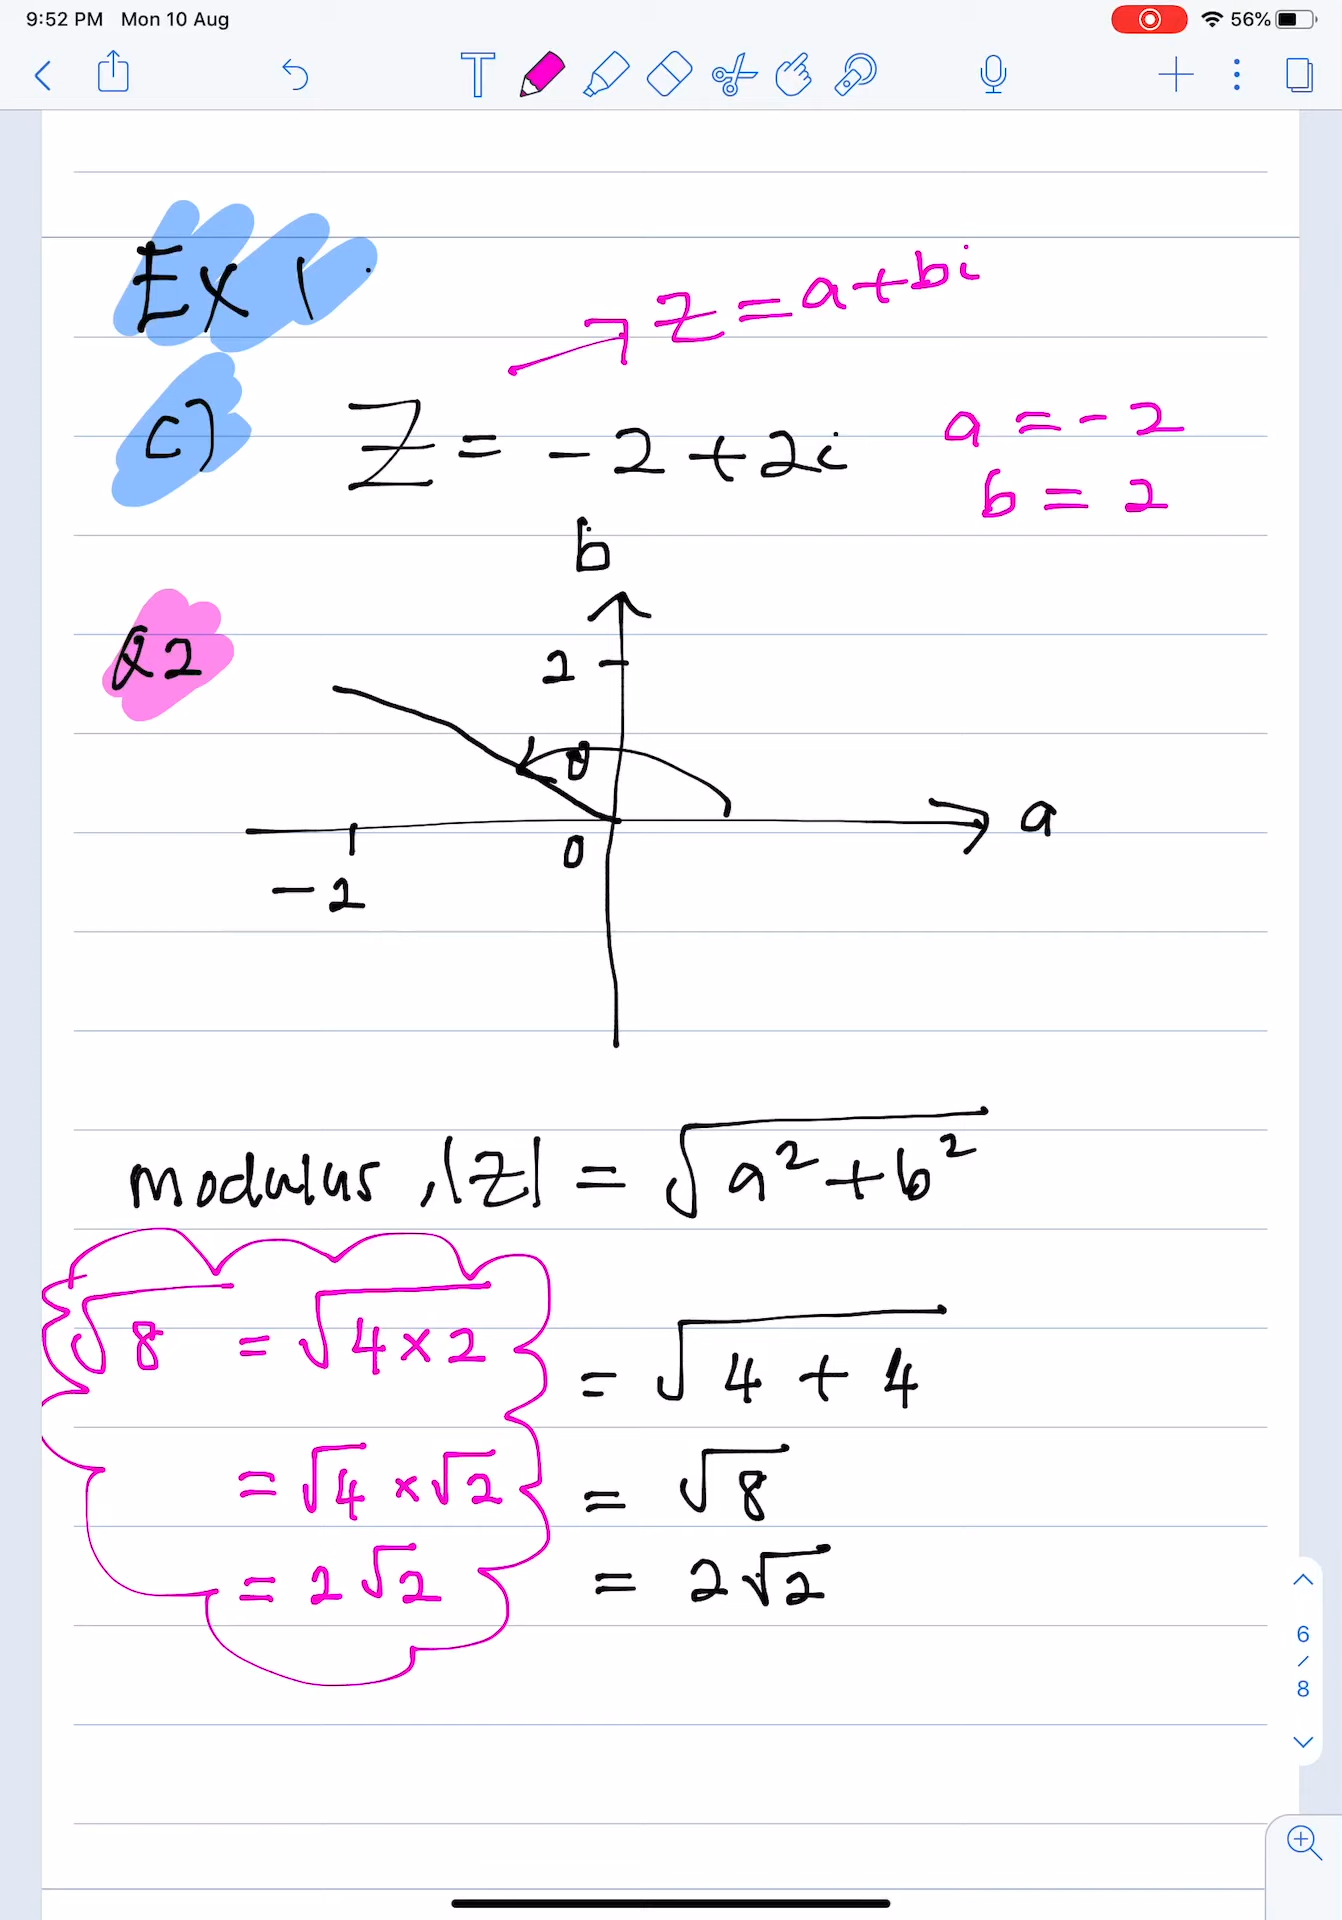 9:52 PM Mon 10 Aug
56%
Ex 1.
z = a + bi
c) Z = -2 + 2i
a = -2
b = 2
b
Q2
2
θ
a
0
-2
modulus, |z| = √(a² + b²)
√8 = √(4 × 2)
= √(4 + 4)
= √4 × √2
= √8
= 2√2
= 2√2
6
/
8